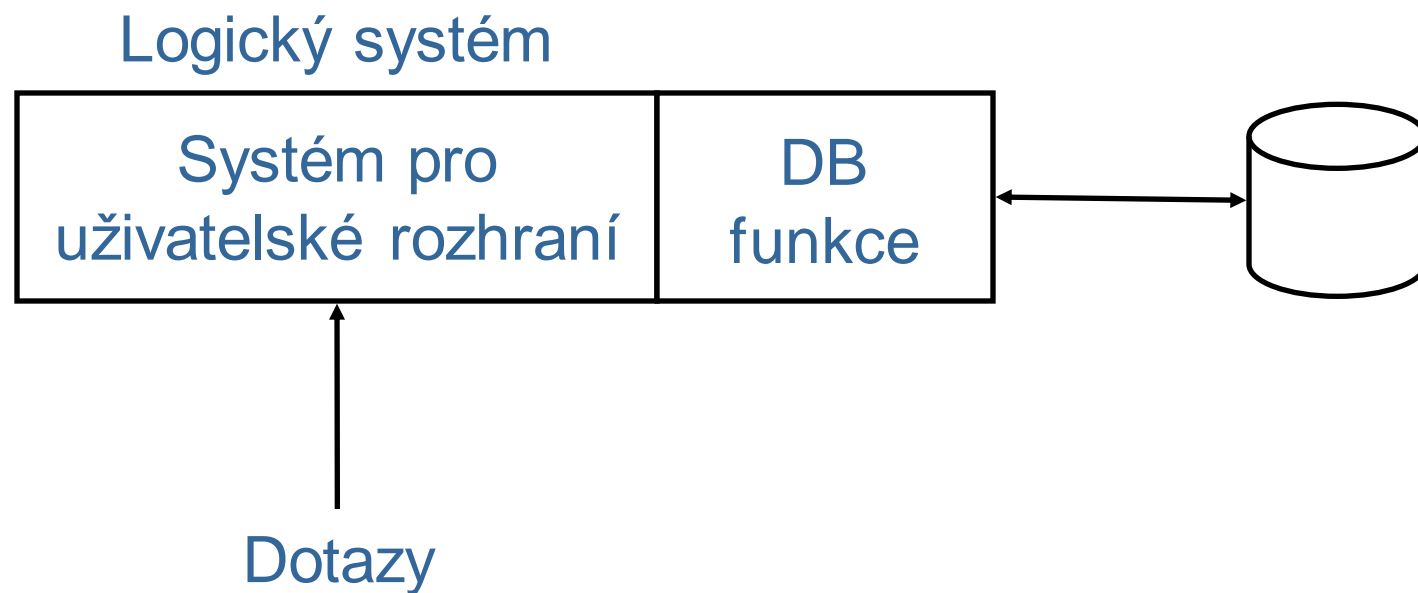 Logický systém
Systém pro
uživatelské rozhraní
DB
funkce
Dotazy